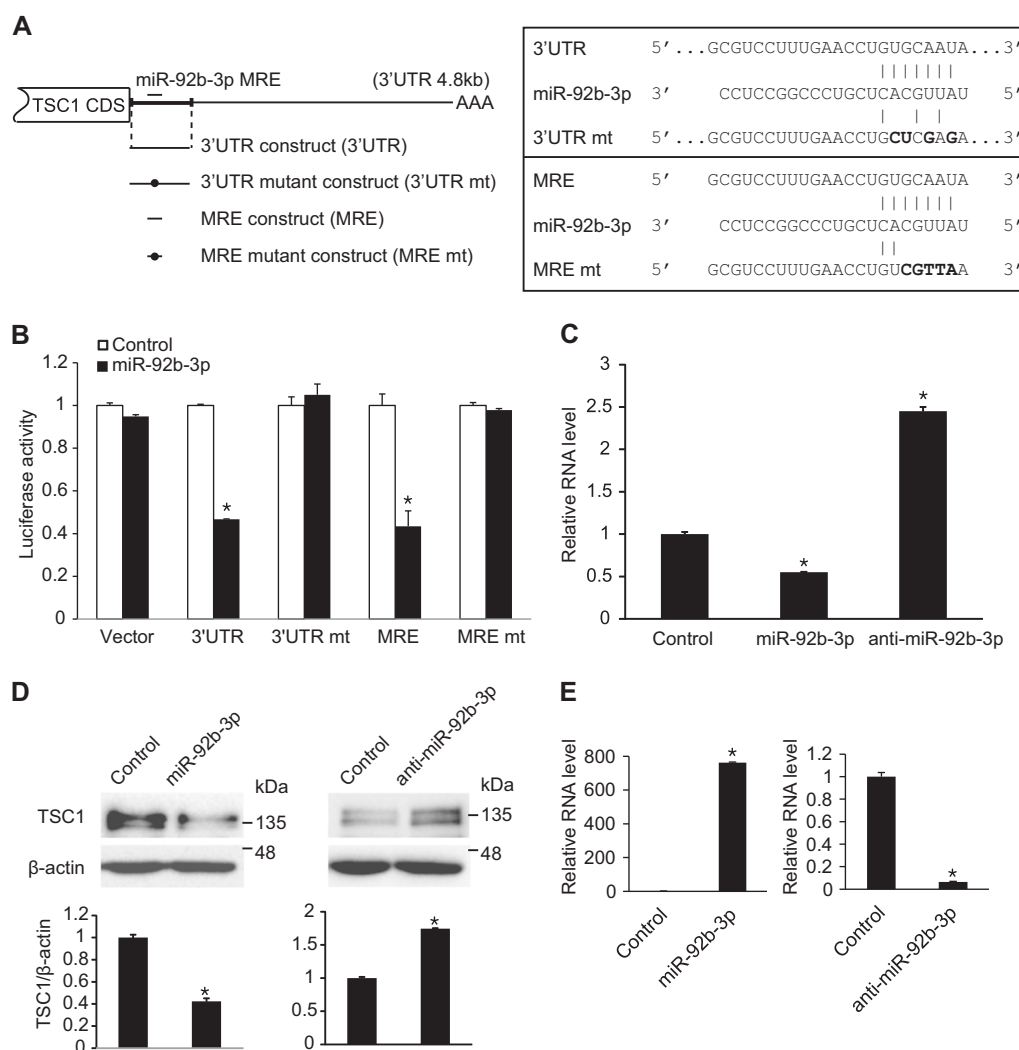 A
miR-92b-3p MRE
(3'UTR 4.8kb)
TSC1 CDS
AAA
3'UTR construct (3'UTR)
3'UTR mutant construct (3'UTR mt)
MRE construct (MRE)
MRE mutant construct (MRE mt)
3'UTR 5' ...GCGUCCUUUGAACCUGUGCAAUA...3'
miR-92b-3p 3' CCUCCGGCCCUGCUCACGUUAU 5'
3'UTR mt 5' ...GCGUCCUUUGAACCUGCUCGAGA...3'
MRE 5' GCGUCCUUUGAACCUGUGCAAUA 3'
miR-92b-3p 3' CCUCCGGCCCUGCUCACGUUAU 5'
MRE mt 5' GCGUCCUUUGAACCUGUCGTTAA 3'
B
Control
miR-92b-3p
Luciferase activity
1.2
1
0.8
0.6
0.4
0.2
0
*
*
Vector 3'UTR 3'UTR mt MRE MRE mt
C
Relative RNA level
3
2.5
2
1.5
1
0.5
0
*
*
Control miR-92b-3p anti-miR-92b-3p
D
Control miR-92b-3p kDa
TSC1
135
48
β-actin
Control anti-miR-92b-3p kDa
135
48
TSC1/β-actin
1.2
1
0.8
0.6
0.4
0.2
0
*
2
1.5
1
0.5
0
*
E
Relative RNA level
800
600
400
200
0
*
Control miR-92b-3p
Relative RNA level
1.2
1
0.8
0.6
0.4
0.2
0
*
Control anti-miR-92b-3p